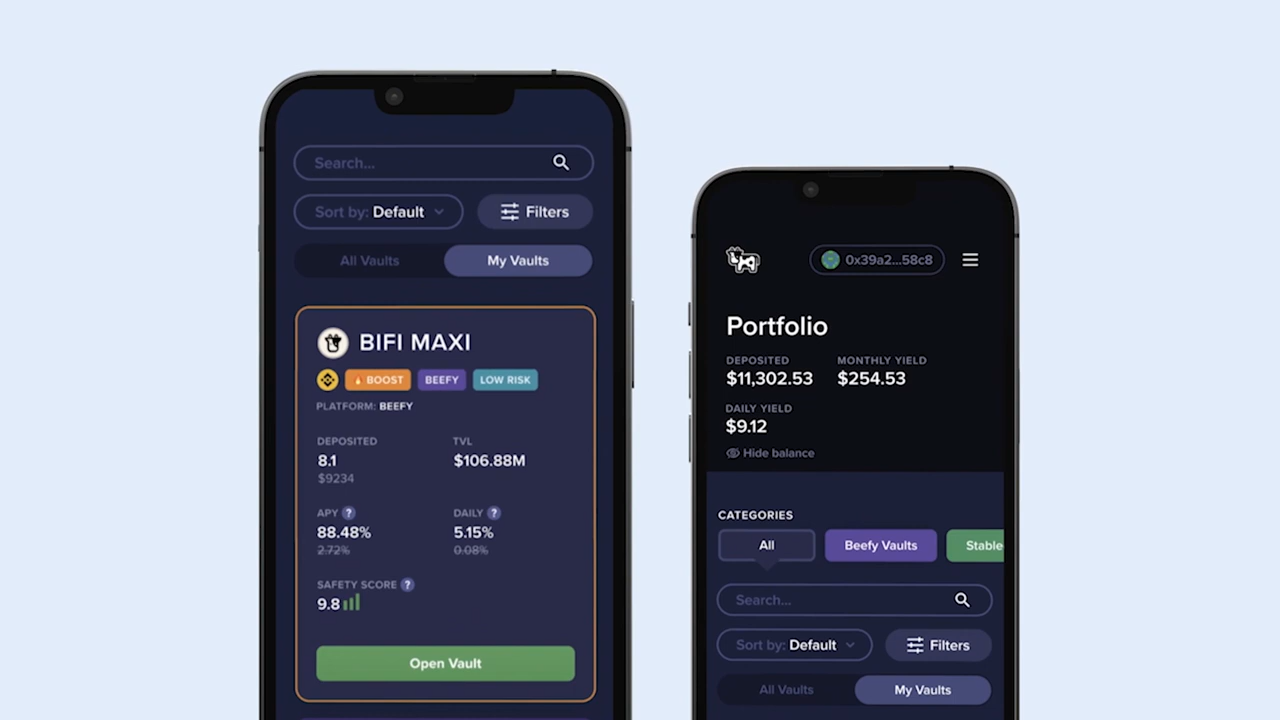 Search...
Sort by: Default
Filters
All Vaults
My Vaults
BIFI MAXI
BOOST
BEEFY
LOW RISK
PLATFORM: BEEFY
DEPOSITED
TVL
8.1
$106.88M
$9234
APY ?
DAILY ?
88.48%
5.15%
2.72%
0.08%
SAFETY SCORE ?
9.8
Open Vault
0x39a2...58c8
Portfolio
DEPOSITED
MONTHLY YIELD
$11,302.53
$254.53
DAILY YIELD
$9.12
Hide balance
CATEGORIES
All
Beefy Vaults
Stable
Search...
Sort by: Default
Filters
All Vaults
My Vaults